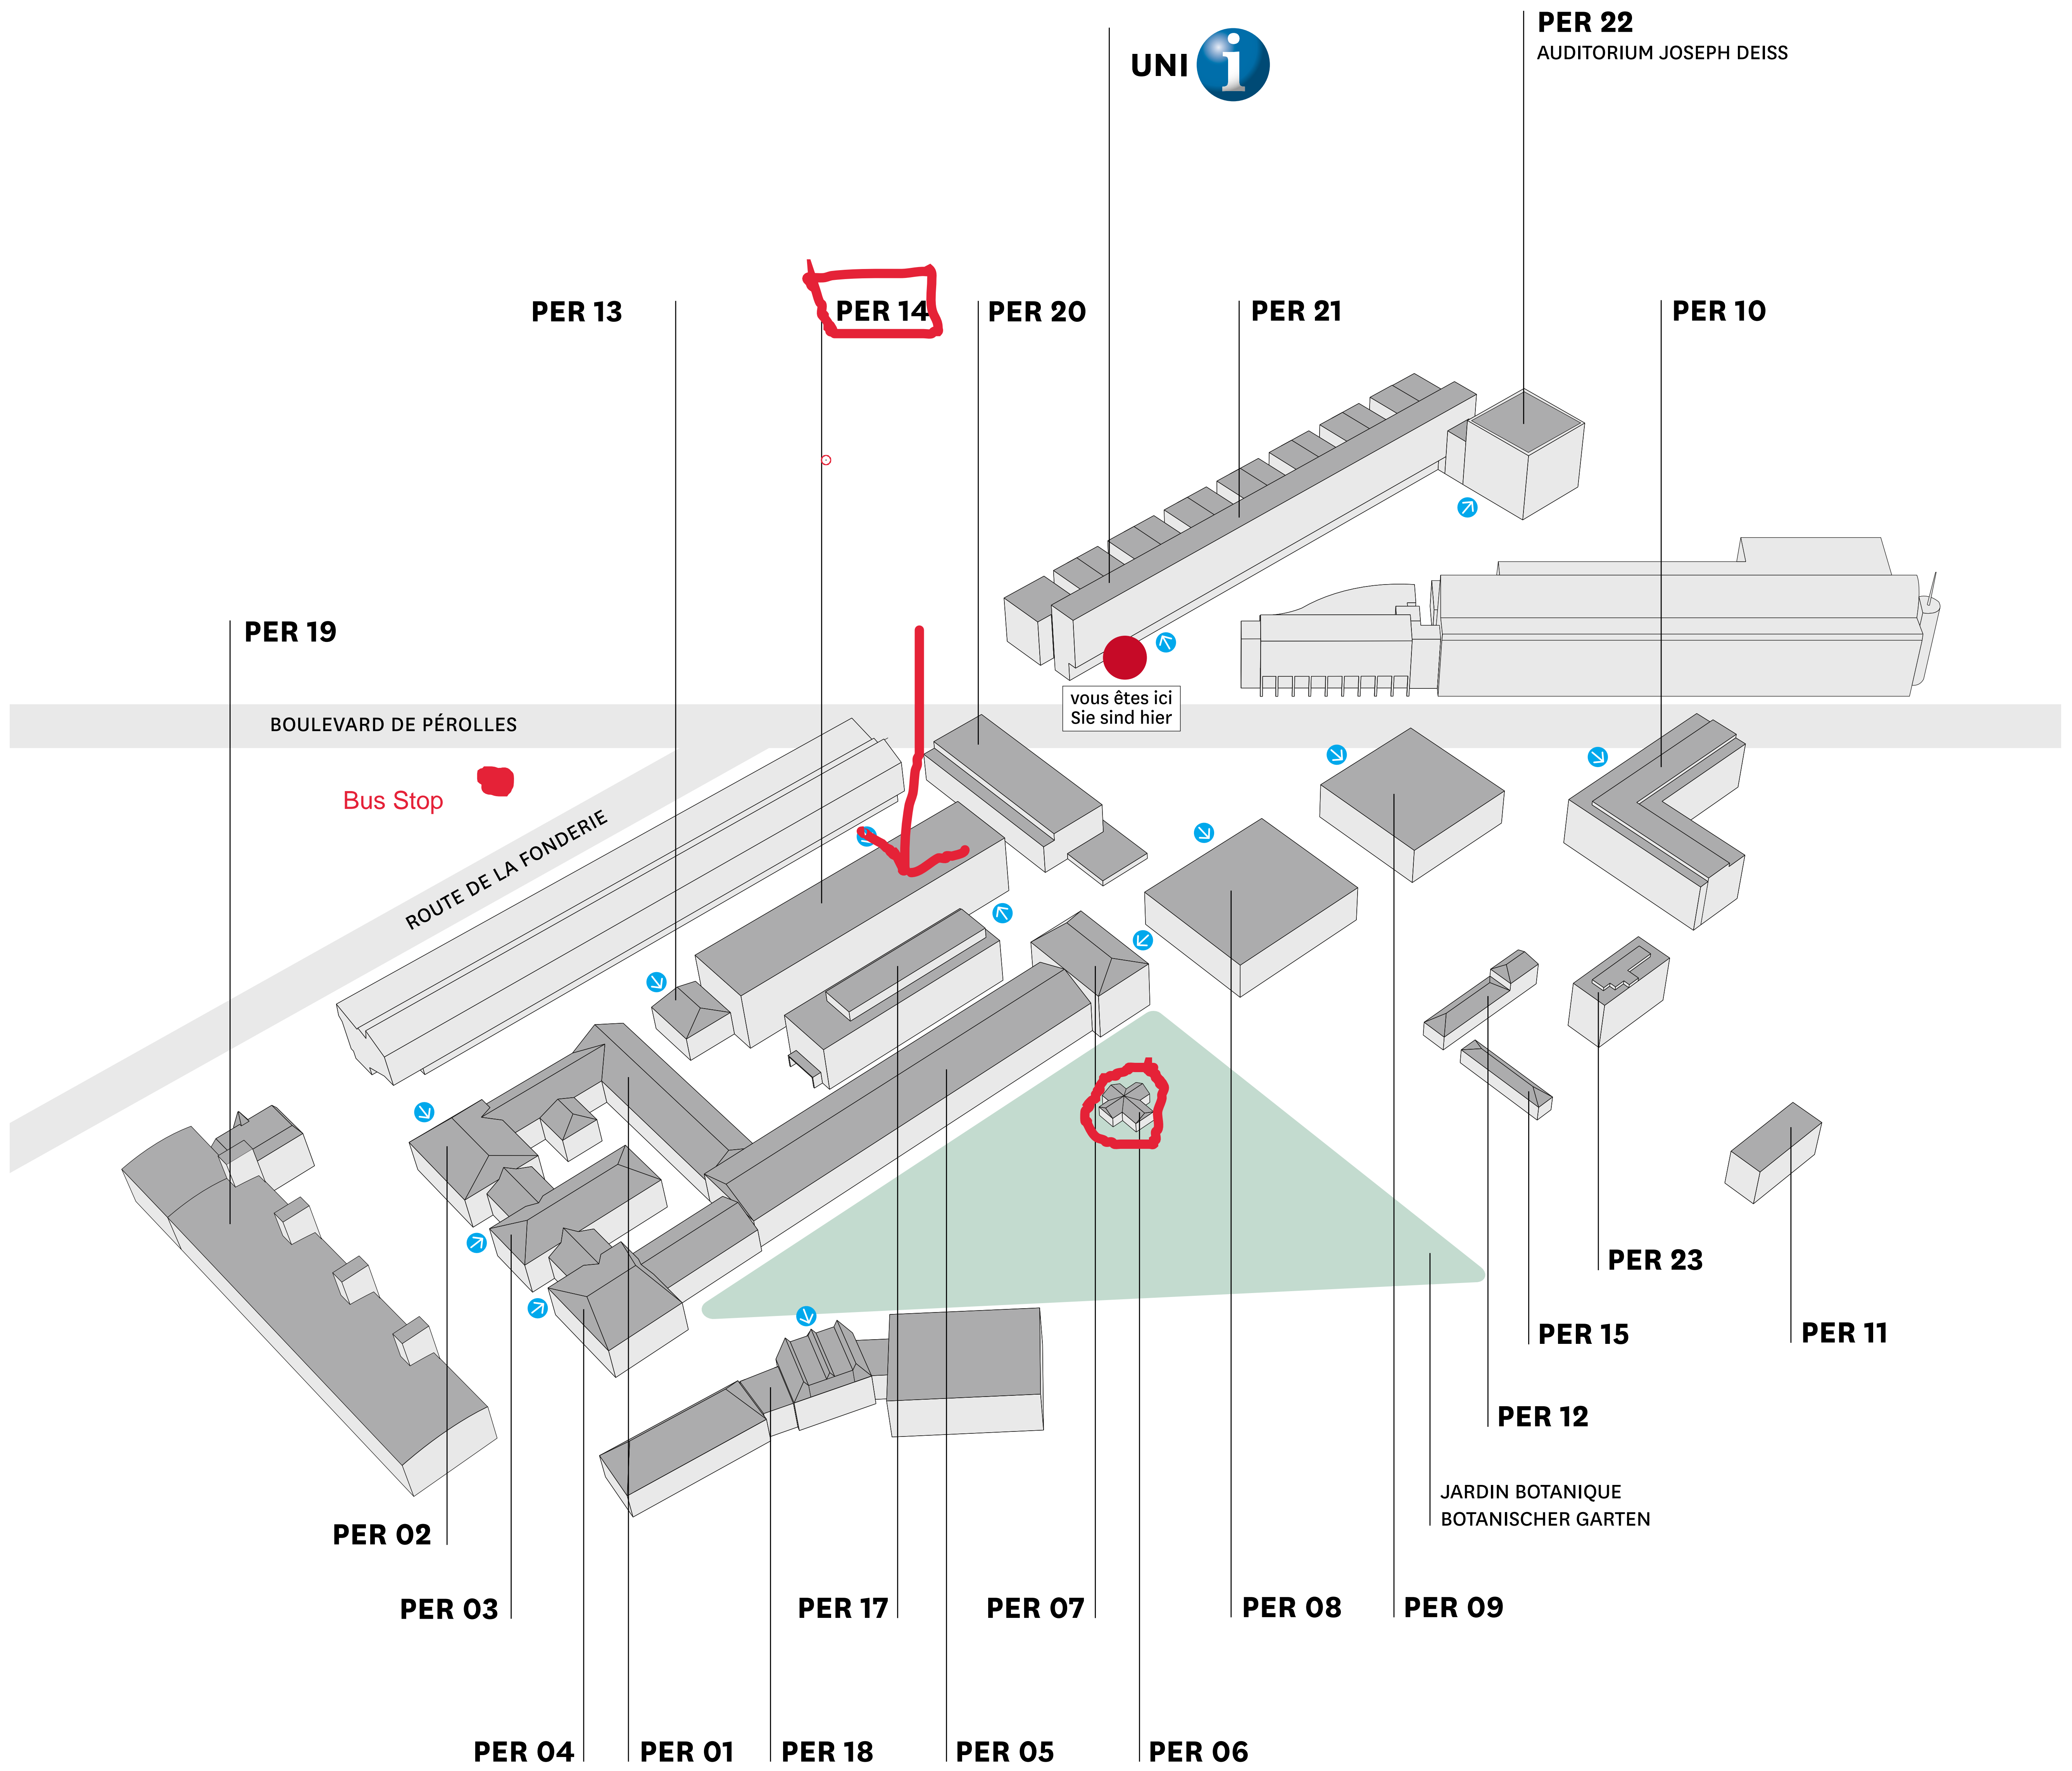 UNI i
PER 22
AUDITORIUM JOSEPH DEISS
PER 13
PER 14
PER 20
PER 21
PER 10
PER 19
vous êtes ici
Sie sind hier
BOULEVARD DE PÉROLLES
Bus Stop
ROUTE DE LA FONDERIE
PER 23
PER 15
PER 11
PER 12
JARDIN BOTANIQUE
BOTANISCHER GARTEN
PER 02
PER 03
PER 17
PER 07
PER 08
PER 09
PER 04
PER 01
PER 18
PER 05
PER 06